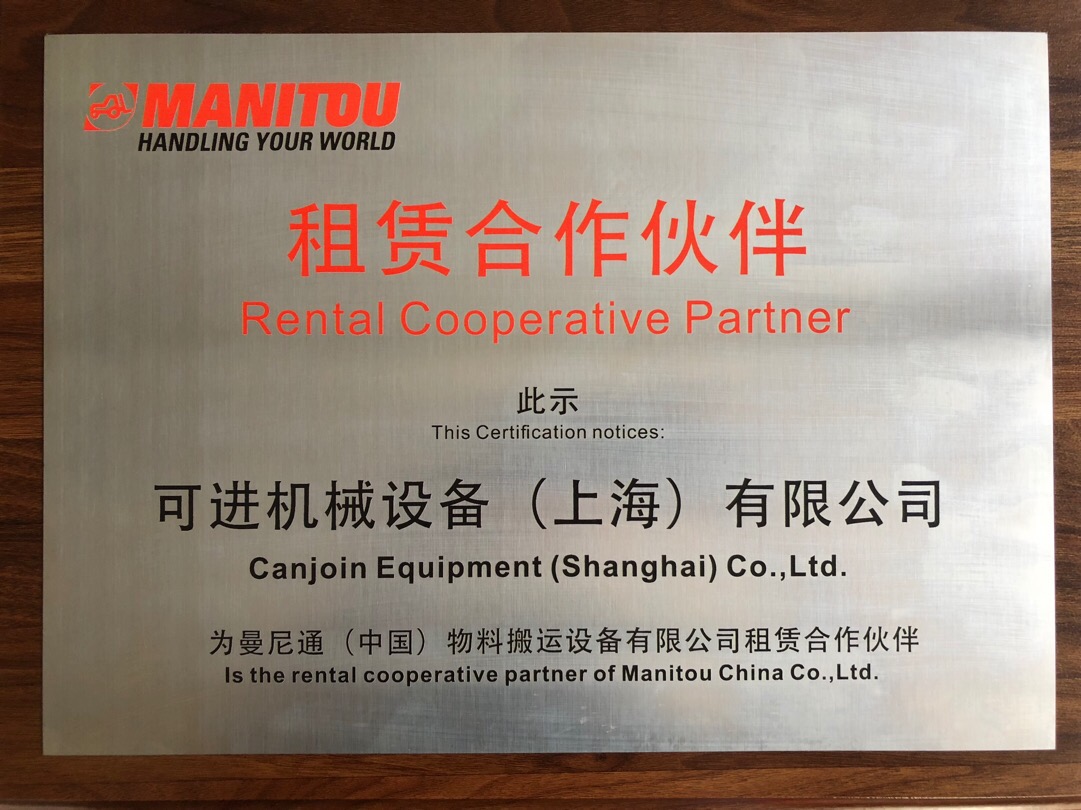 MANITOU
HANDLING YOUR WORLD
租赁合作伙伴
Rental Cooperative Partner
此示
This Certification notices:
可进机械设备（上海）有限公司
Canjoin Equipment (Shanghai) Co.,Ltd.
为曼尼通（中国）物料搬运设备有限公司租赁合作伙伴
Is the rental cooperative partner of Manitou China Co.,Ltd.